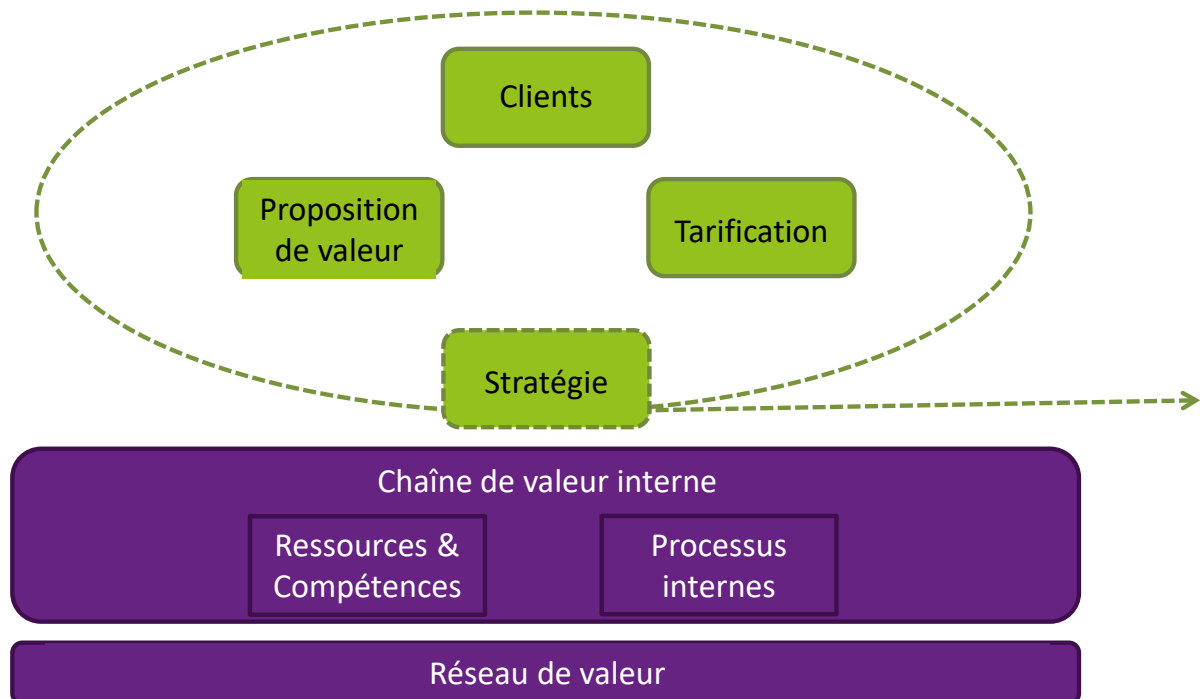 Clients
Proposition
de valeur
Tarification
Stratégie
Chaîne de valeur interne
Ressources &
Compétences
Processus
internes
Réseau de valeur